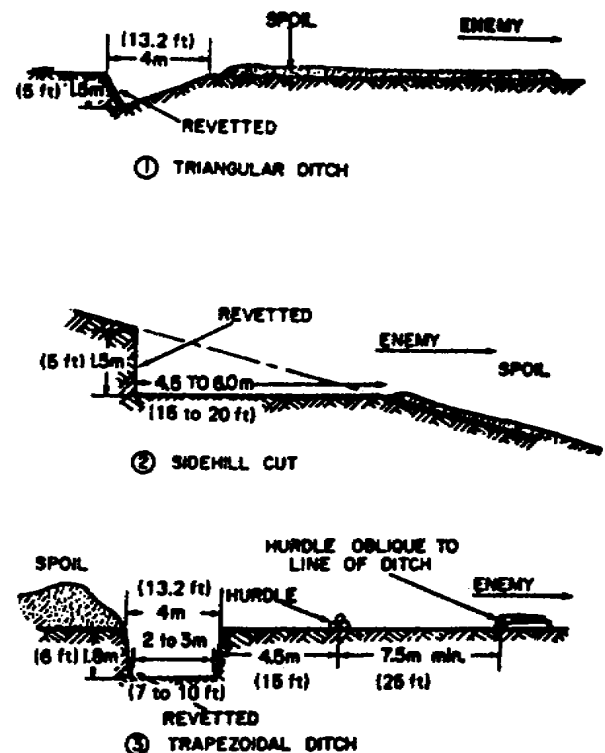 SPOIL
ENEMY
(13.2 ft)
4m
(5 ft) 1.5m
REVETTED
① TRIANGULAR DITCH
REVETTED
ENEMY
SPOIL
(5 ft) 1.5m
4.5 TO 6.0m
(15 to 20 ft)
② SIDEHILL CUT
SPOIL
HURDLE OBLIQUE TO
LINE OF DITCH
ENEMY
(13.2 ft)
4m
HURDLE
2 to 3m
(6 ft) 1.8m
4.5m
7.5m min.
(7 to 10 ft)
(15 ft)
(25 ft)
REVETTED
③ TRAPEZOIDAL DITCH